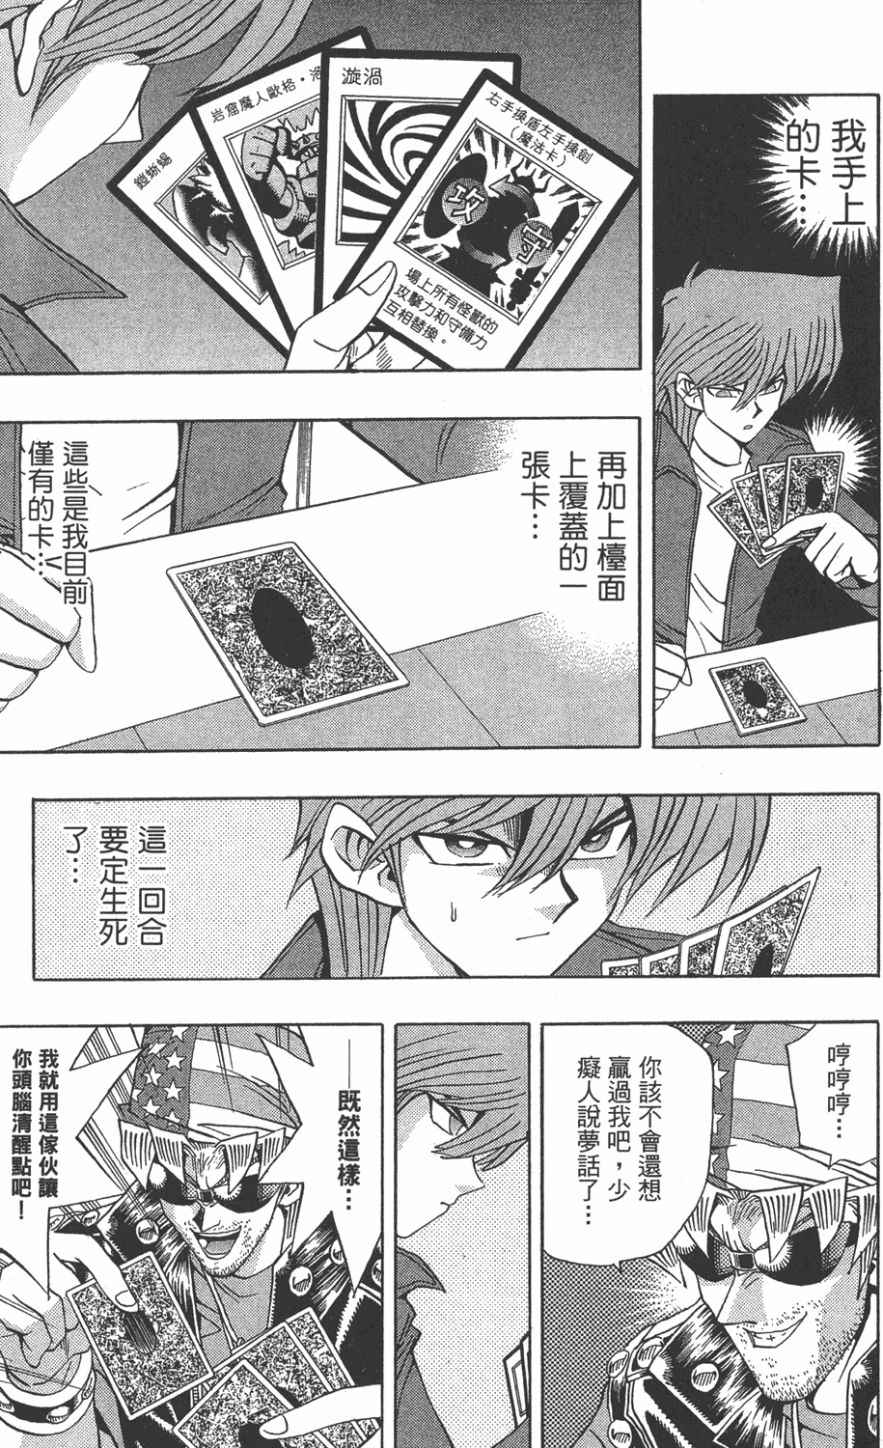 我手上
的卡…
右手換盾左手換劍
(魔法卡)
攻
守
場上所有怪獸的
攻擊力和守備力
互相替換。
漩渦
岩窟魔人歐格・洛
鎧蜥蜴
再加上檯面
上覆蓋的一
張卡…
這些是我目前
僅有的卡…
這一回合
要定生死
了…
哼哼哼…
你該不會還想
贏過我吧，少
癡人說夢話了…
——既然這樣…
我就用這傢伙讓
你頭腦清醒點吧！